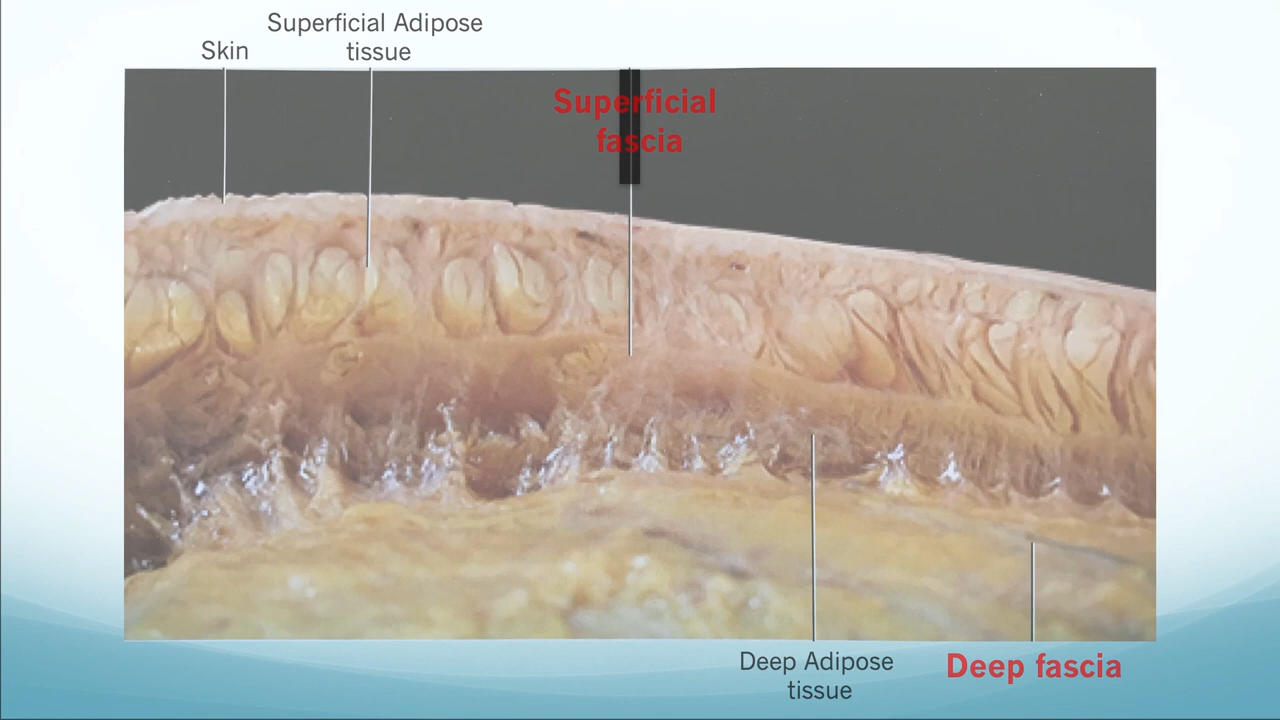 Superficial Adipose
tissue
Skin
Superficial
fascia
Deep Adipose
tissue
Deep fascia